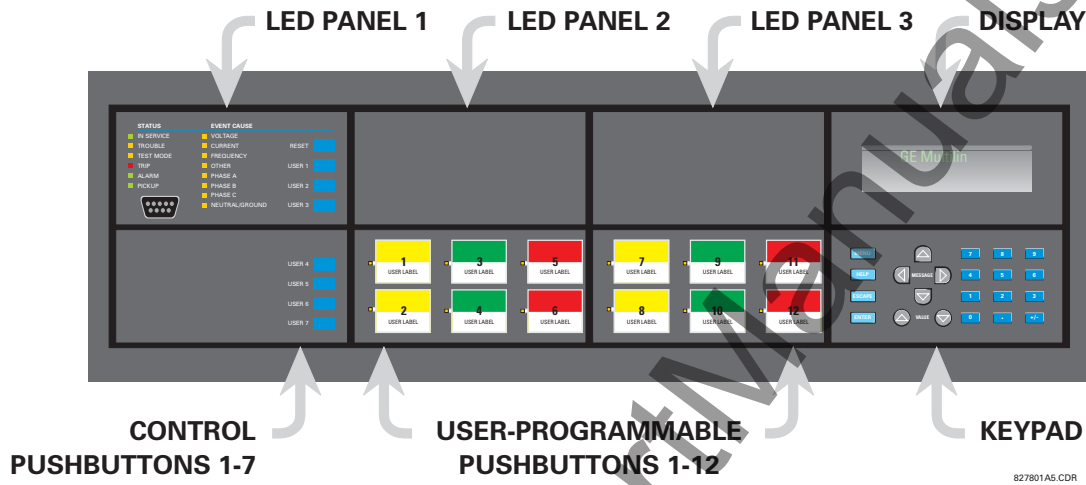 LED PANEL 1
LED PANEL 2
LED PANEL 3
DISPLAY
STATUS
IN SERVICE
TROUBLE
TEST MODE
TRIP
ALARM
PICKUP
EVENT CAUSE
VOLTAGE
CURRENT
FREQUENCY
OTHER
PHASE A
PHASE B
PHASE C
NEUTRAL/GROUND
RESET
USER 1
USER 2
USER 3
GE Multilin
USER 4
USER 5
USER 6
USER 7
1
USER LABEL
3
USER LABEL
5
USER LABEL
2
USER LABEL
4
USER LABEL
6
USER LABEL
7
USER LABEL
9
USER LABEL
11
USER LABEL
8
USER LABEL
10
USER LABEL
12
USER LABEL
MENU
HELP
ESCAPE
ENTER
MESSAGE
VALUE
7 8 9
4 5 6
1 2 3
0 . +/-
CONTROL
PUSHBUTTONS 1-7
USER-PROGRAMMABLE
PUSHBUTTONS 1-12
KEYPAD
827801A5.CDR